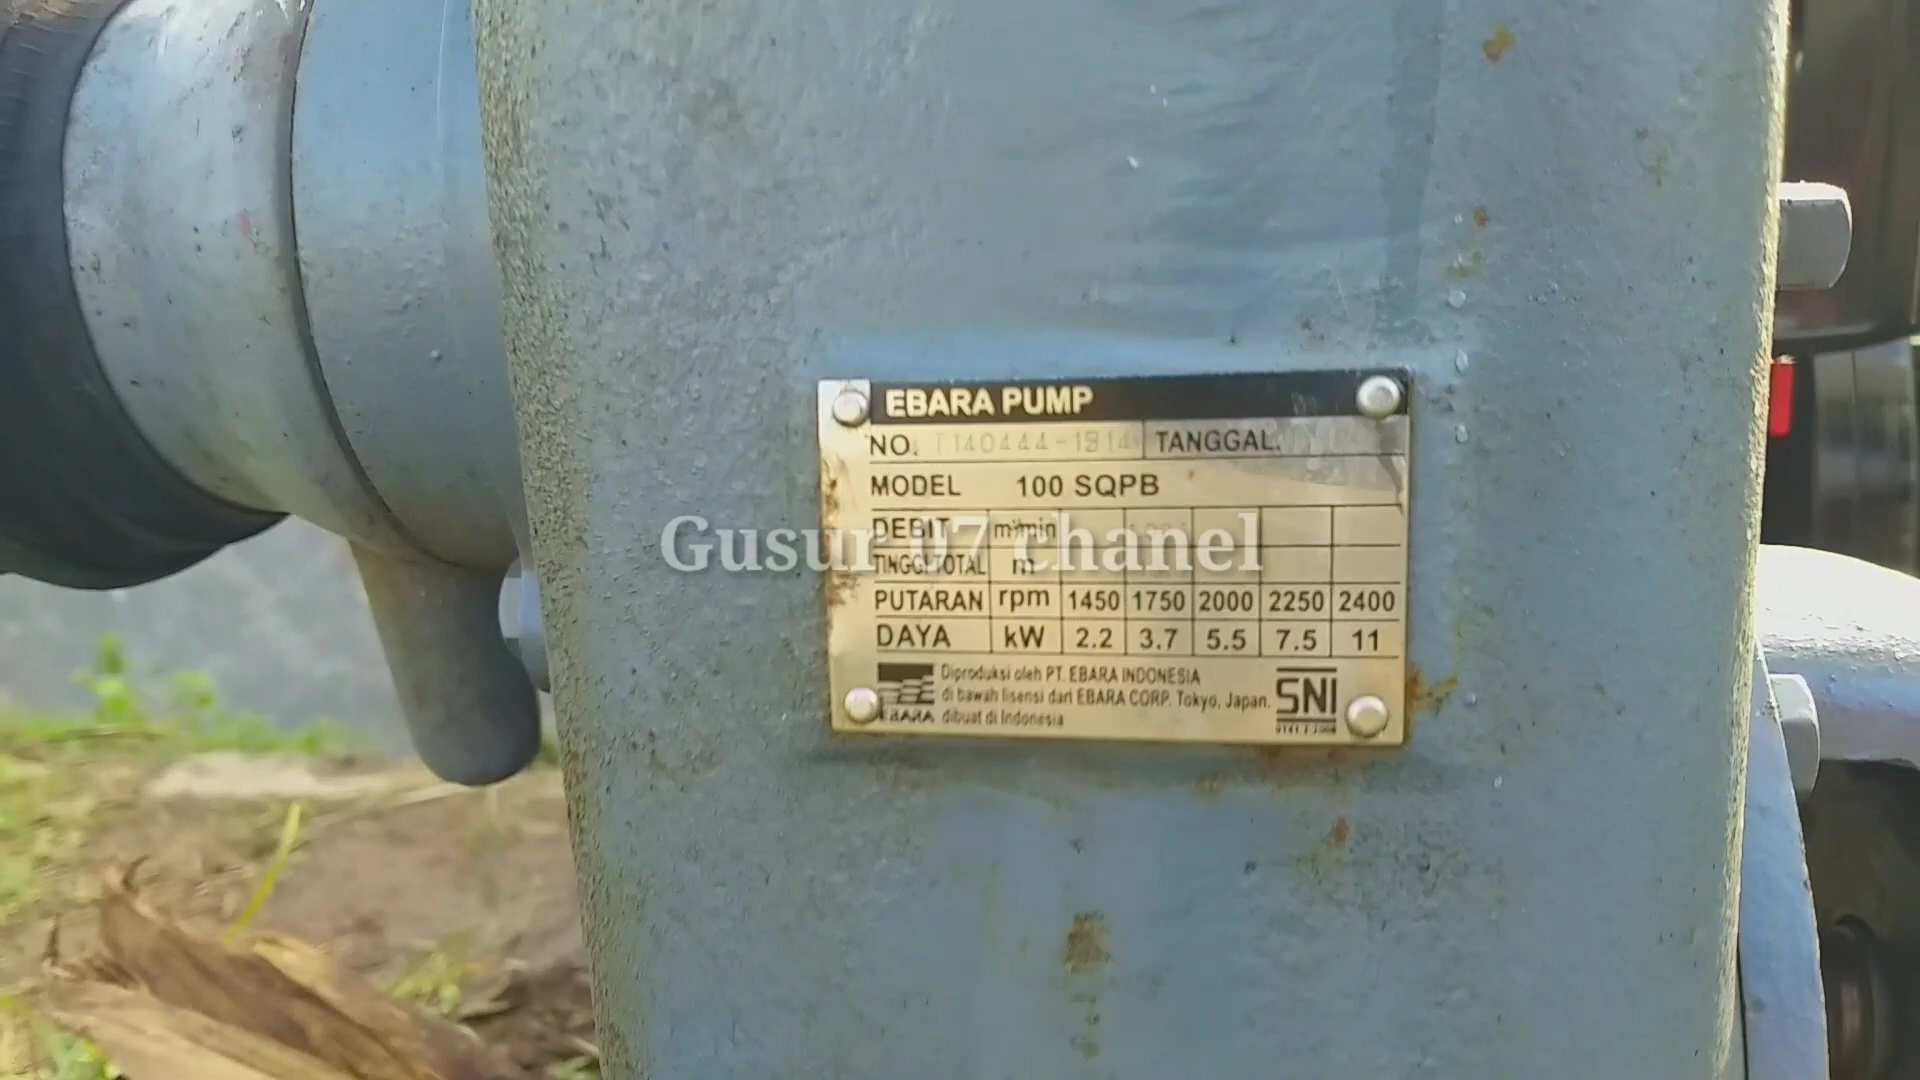 EBARA PUMP
NO. T140444-1B14 TANGGAL.
MODEL 100 SQPB
DEBIT m³/min
TINGGI TOTAL m
PUTARAN rpm 1450 1750 2000 2250 2400
DAYA kW 2.2 3.7 5.5 7.5 11
Diproduksi oleh PT. EBARA INDONESIA
di bawah lisensi dari EBARA CORP. Tokyo, Japan.
EBARA dibuat di Indonesia
SNI
Gusur 07 chanel